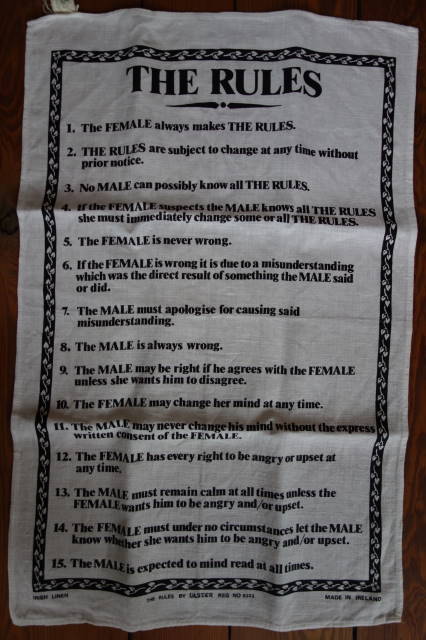 THE RULES
1. The FEMALE always makes THE RULES.
2. THE RULES are subject to change at any time without
prior notice.
3. No MALE can possibly know all THE RULES.
4. If the FEMALE suspects the MALE knows all THE RULES
she must immediately change some or all THE RULES.
5. The FEMALE is never wrong.
6. If the FEMALE is wrong it is due to a misunderstanding
which was the direct result of something the MALE said
or did.
7. The MALE must apologise for causing said
misunderstanding.
8. The MALE is always wrong.
9. The MALE may be right if he agrees with the FEMALE
unless she wants him to disagree.
10. The FEMALE may change her mind at any time.
11. The MALE may never change his mind without the express
written consent of the FEMALE.
12. The FEMALE has every right to be angry or upset at
any time.
13. The MALE must remain calm at all times unless the
FEMALE wants him to be angry and/or upset.
14. The FEMALE must under no circumstances let the MALE
know whether she wants him to be angry and/or upset.
15. The MALE is expected to mind read at all times.
IRISH LINEN THE RULES BY ULSTER REG NO MADE IN IRELAND